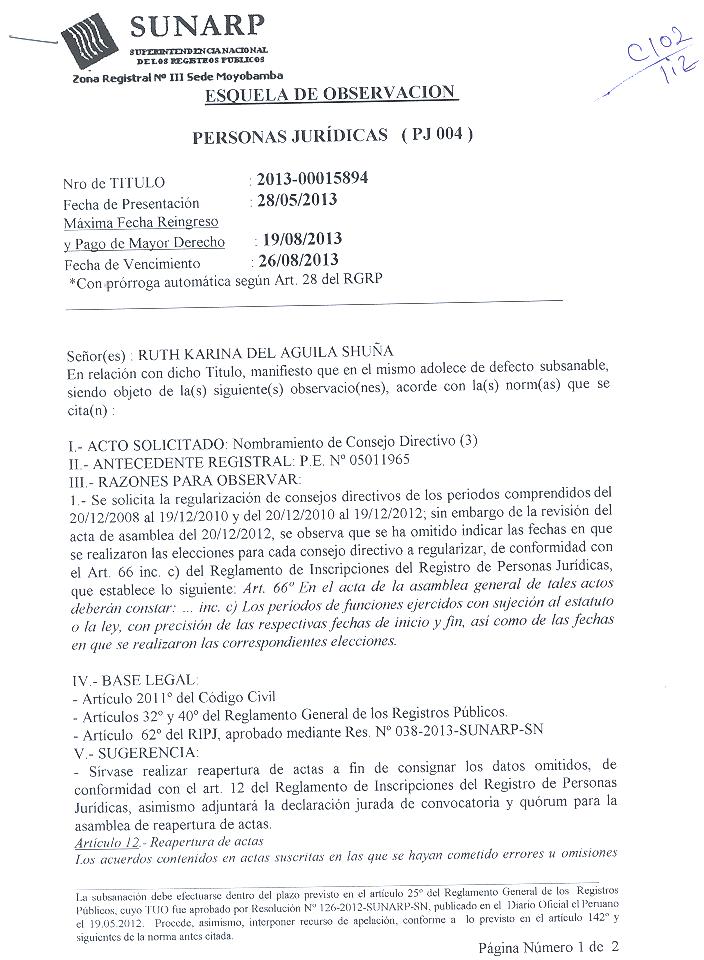 SUNARP
SUPERINTENDENCIA NACIONAL
DE LOS REGISTROS PUBLICOS
Zona Registral Nº III Sede Moyobamba
C102
112
ESQUELA DE OBSERVACION
PERSONAS JURÍDICAS ( PJ 004 )
Nro de TITULO : 2013-00015894
Fecha de Presentación : 28/05/2013
Máxima Fecha Reingreso
y Pago de Mayor Derecho : 19/08/2013
Fecha de Vencimiento : 26/08/2013
*Con prórroga automática según Art. 28 del RGRP
Señor(es) : RUTH KARINA DEL AGUILA SHUÑA
En relación con dicho Titulo, manifiesto que en el mismo adolece de defecto subsanable,
siendo objeto de la(s) siguiente(s) observacio(nes), acorde con la(s) norm(as) que se
cita(n) :
I.- ACTO SOLICITADO: Nombramiento de Consejo Directivo (3)
II.- ANTECEDENTE REGISTRAL: P.E. Nº 05011965
III.- RAZONES PARA OBSERVAR:
1.- Se solicita la regularización de consejos directivos de los periodos comprendidos del
20/12/2008 al 19/12/2010 y del 20/12/2010 al 19/12/2012; sin embargo de la revisión del
acta de asamblea del 20/12/2012, se observa que se ha omitido indicar las fechas en que
se realizaron las elecciones para cada consejo directivo a regularizar, de conformidad con
el Art. 66 inc. c) del Reglamento de Inscripciones del Registro de Personas Jurídicas,
que establece lo siguiente: Art. 66º En el acta de la asamblea general de tales actos
deberán constar: ... inc. c) Los periodos de funciones ejercidos con sujeción al estatuto
o la ley, con precisión de las respectivas fechas de inicio y fin, así como de las fechas
en que se realizaron las correspondientes elecciones.
IV.- BASE LEGAL:
- Artículo 2011º del Código Civil
- Artículos 32º y 40º del Reglamento General de los Registros Públicos.
- Artículo 62º del RIPJ, aprobado mediante Res. Nº 038-2013-SUNARP-SN
V.- SUGERENCIA:
- Sírvase realizar reapertura de actas a fin de consignar los datos omitidos, de
conformidad con el art. 12 del Reglamento de Inscripciones del Registro de Personas
Jurídicas, asimismo adjuntará la declaración jurada de convocatoria y quórum para la
asamblea de reapertura de actas.
Artículo 12.- Reapertura de actas
Los acuerdos contenidos en actas suscritas en las que se hayan cometido errores u omisiones
La subsanación debe efectuarse dentro del plazo previsto en el artículo 25º del Reglamento General de los Registros
Públicos, cuyo TUO fue aprobado por Resolución Nº 126-2012-SUNARP-SN, publicado en el Diario Oficial el Peruano
el 19.05.2012. Procede, asimismo, interponer recurso de apelación, conforme a lo previsto en el artículo 142º y
siguientes de la norma antes citada.
Página Número 1 de 2